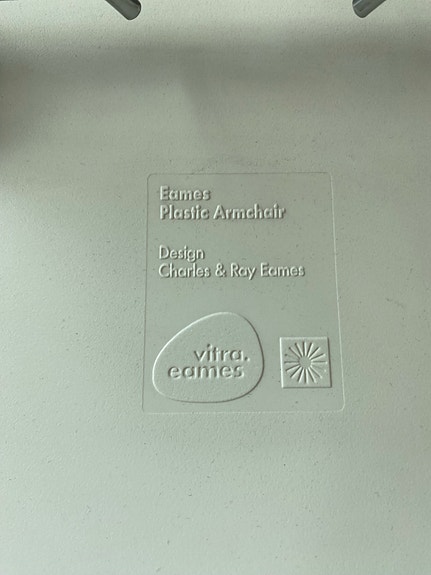 Eames
Plastic Armchair
Design
Charles & Ray Eames
vitra.
eames